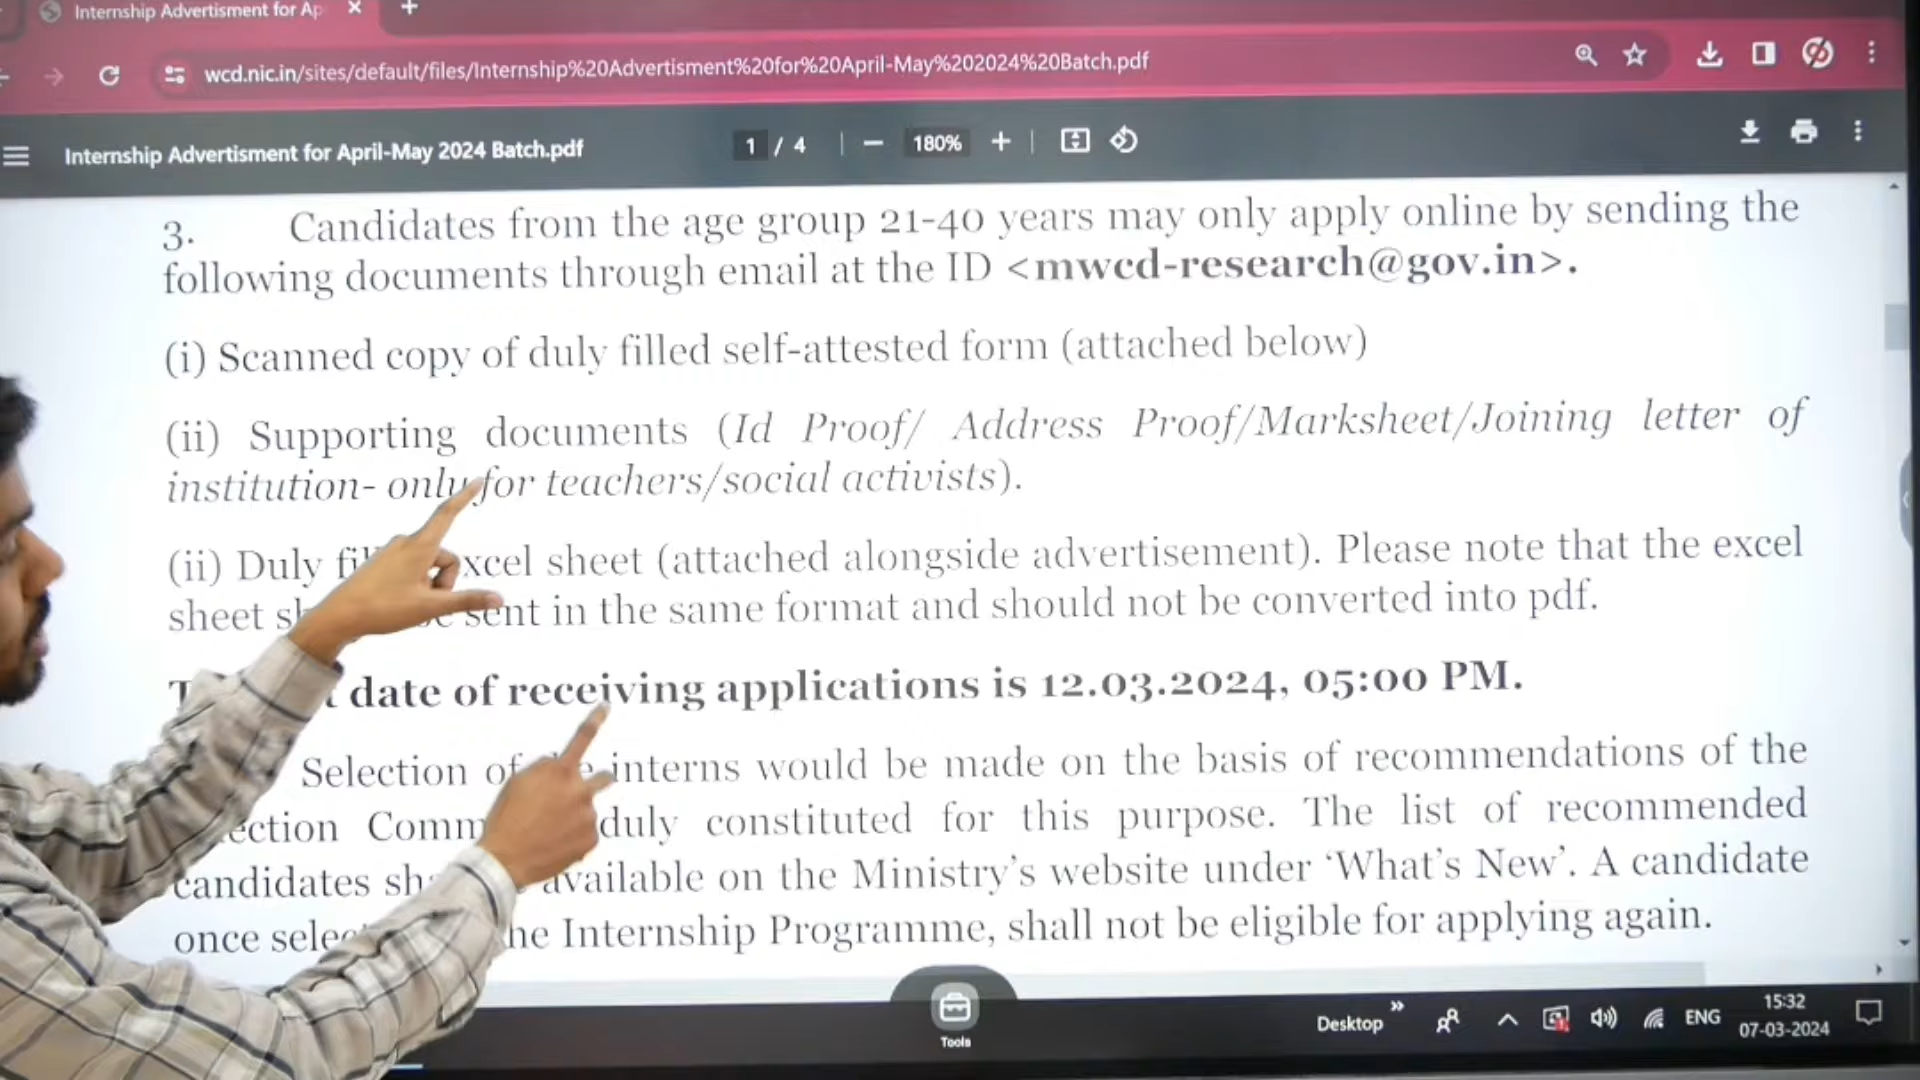 Internship Advertisment for Ap
wcd.nic.in/sites/default/files/Internship%20Advertisment%20for%20April-May%202024%20Batch.pdf
Internship Advertisment for April-May 2024 Batch.pdf
1 / 4
180%
3. Candidates from the age group 21-40 years may only apply online by sending the
following documents through email at the ID <mwcd-research@gov.in>.
(i) Scanned copy of duly filled self-attested form (attached below)
(ii) Supporting documents (Id Proof/ Address Proof/Marksheet/Joining letter of
institution- only for teachers/social activists).
(ii) Duly excel sheet (attached alongside advertisement). Please note that the excel
sheet sent in the same format and should not be converted into pdf.
date of receiving applications is 12.03.2024, 05:00 PM.
Selection of interns would be made on the basis of recommendations of the
duly constituted for this purpose. The list of recommended
candidates available on the Ministry's website under 'What's New'. A candidate
once Internship Programme, shall not be eligible for applying again.
Tools
Desktop
ENG
15:32
07-03-2024